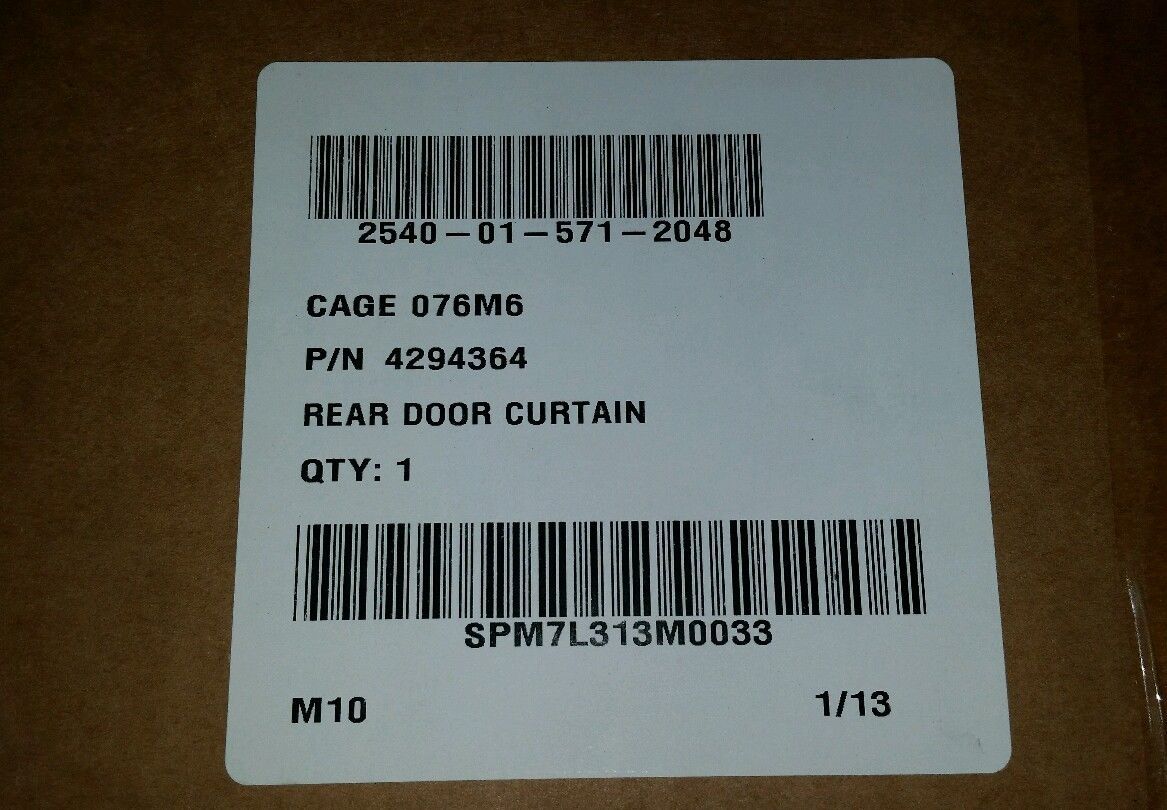 2540-01-571-2048
CAGE 076M6
P/N 4294364
REAR DOOR CURTAIN
QTY: 1
SPM7L313M0033
M10
1/13